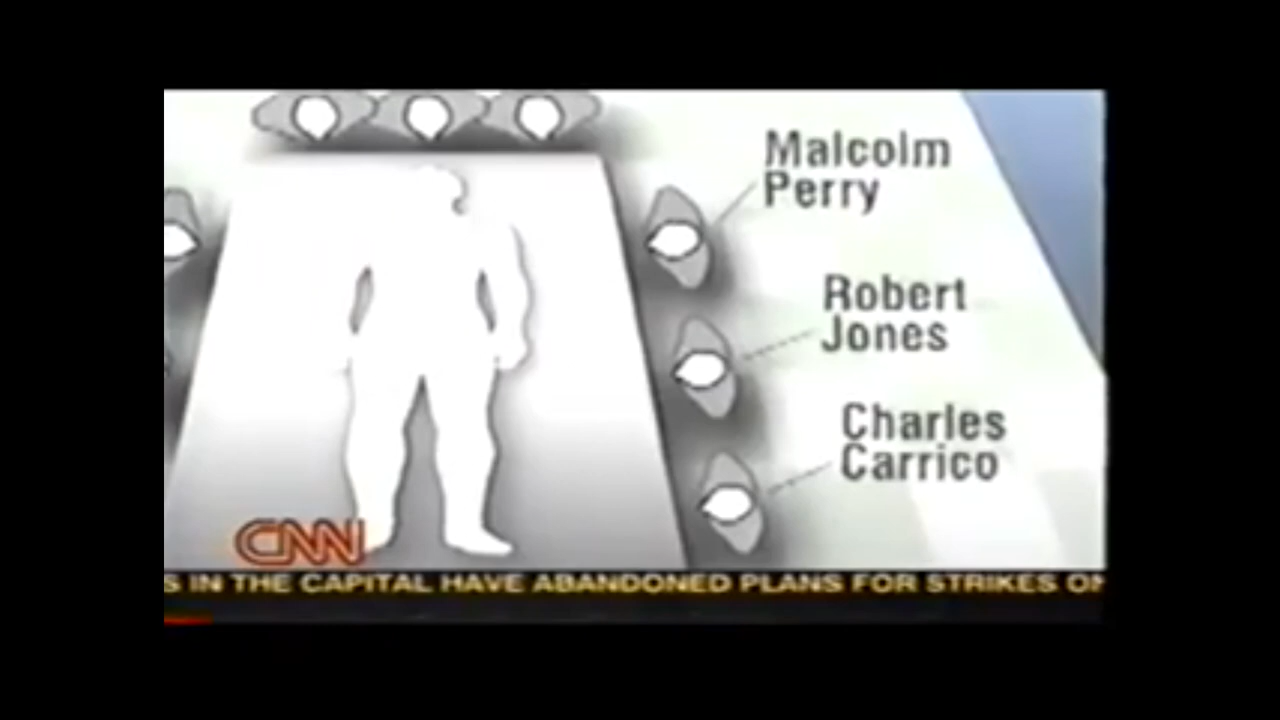 Malcolm
Perry
Robert
Jones
Charles
Carrico
CNN
S IN THE CAPITAL HAVE ABANDONED PLANS FOR STRIKES